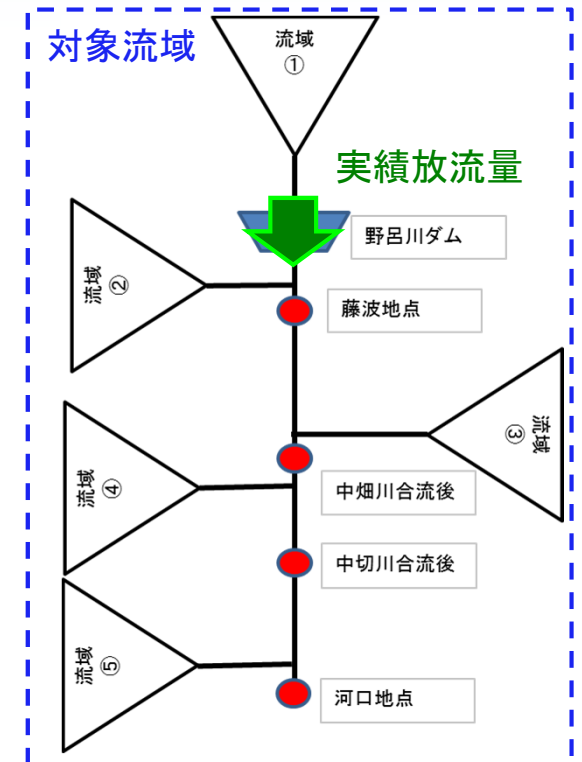 対象流域
流域
①
実績放流量
野呂川ダム
流域
②
藤波地点
流域
③
流域
④
中畑川合流後
中切川合流後
流域
⑤
河口地点